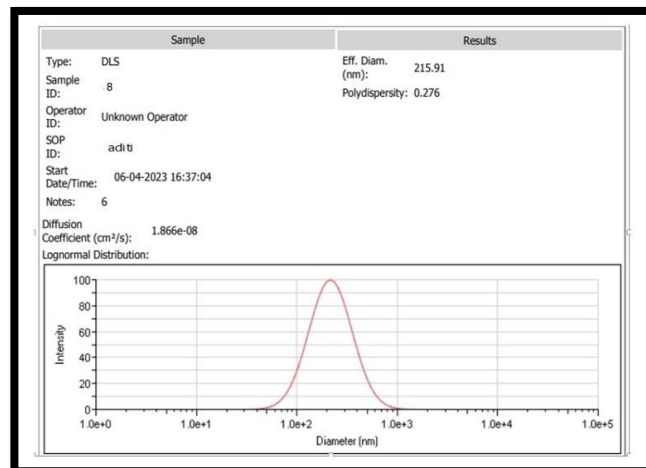 Sample Results
Type: DLS
Eff. Diam. (nm): 215.91
Sample ID: 8
Polydispersity: 0.276
Operator ID: Unknown Operator
SOP ID: aditi
Start Date/Time: 06-04-2023 16:37:04
Notes: 6
Diffusion
Coefficient (cm²/s): 1.866e-08
Lognormal Distribution:
100
80
60
40
20
0
Intensity
1.0e+0 1.0e+1 1.0e+2 1.0e+3 1.0e+4 1.0e+5
Diameter (nm)